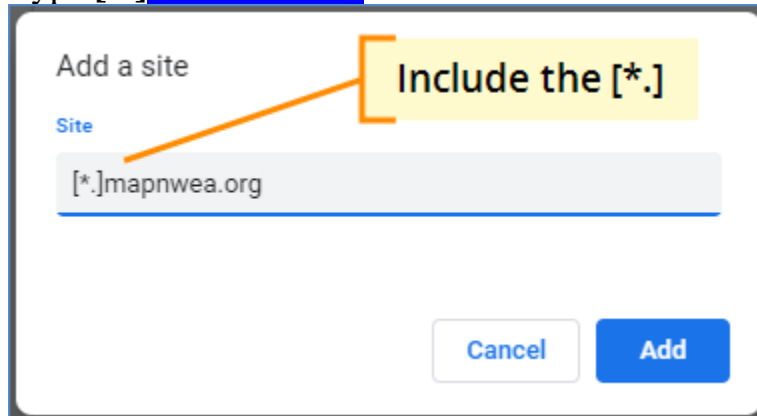 Add a site
Include the [*.]
Site
[*.]mapnwea.org
Cancel
Add